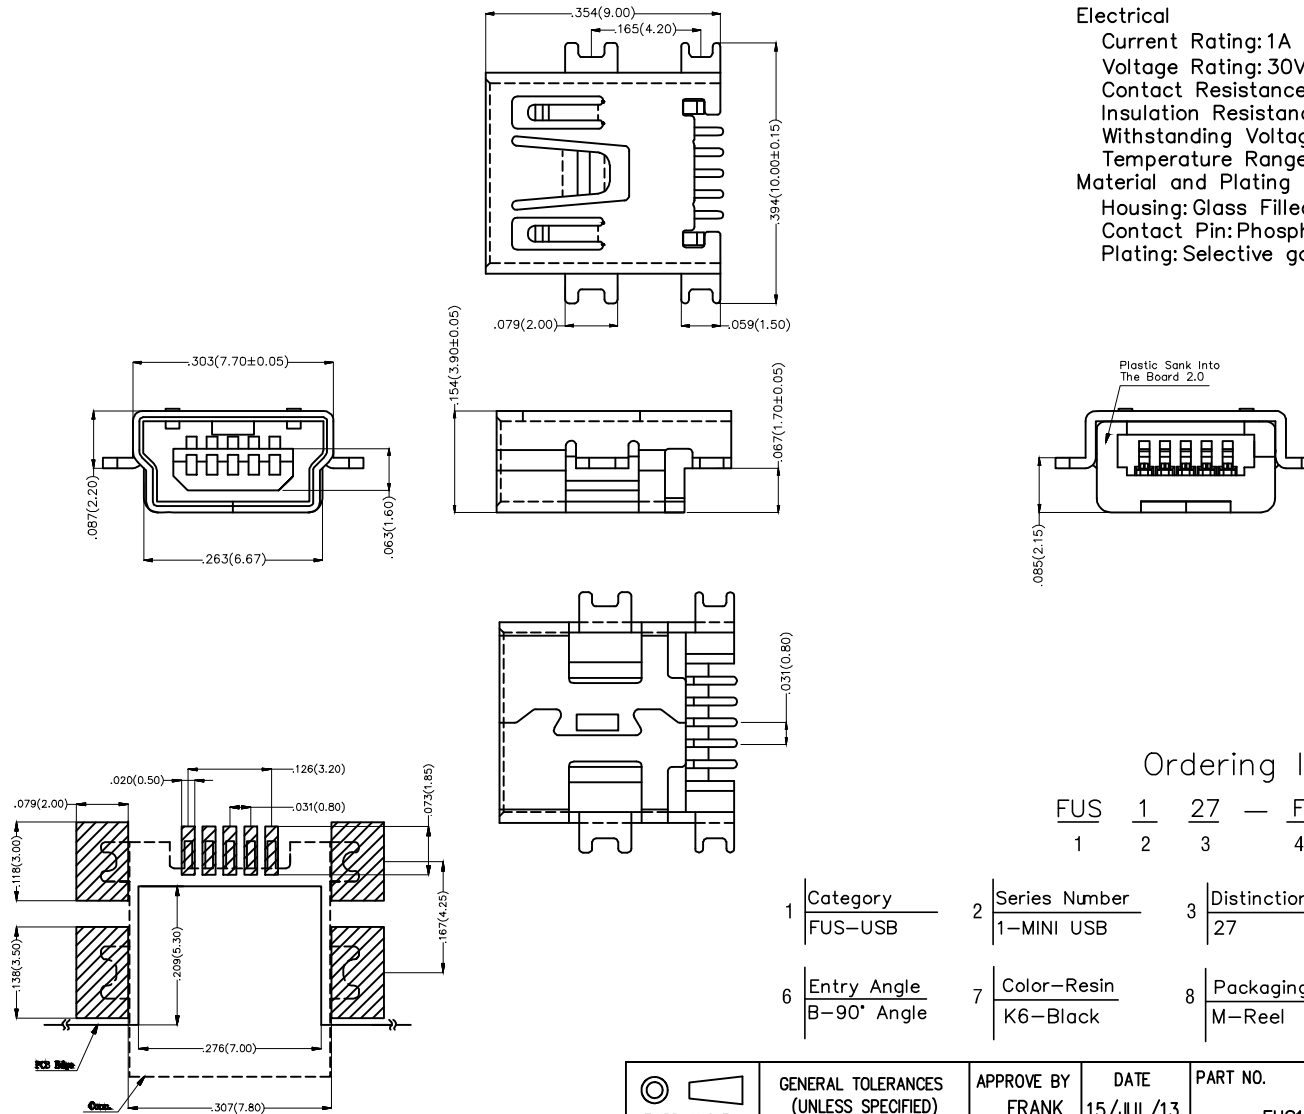 .354(9.00)
.165(4.20)
.394(10.00±0.15)
.079(2.00)
.059(1.50)
Electrical
Current Rating:1A
Voltage Rating:30V
Contact Resistance
Insulation Resistanc
Withstanding Voltag
Temperature Range
Material and Plating
Housing:Glass Filled
Contact Pin:Phosph
Plating:Selective go
.303(7.70±0.05)
.087(2.20)
.063(1.60)
.263(6.67)
.154(3.90±0.05)
.067(1.70±0.05)
Plastic Sank Into
The Board 2.0
.085(2.15)
.031(0.80)
.126(3.20)
.020(0.50)
.031(0.80)
.079(2.00)
.073(1.85)
.118(3.00)
.167(4.25)
.138(3.50)
.209(5.30)
.276(7.00)
PCB Edge
Conn.
.307(7.80)
Ordering I
FUS 1 27 — F
1 2 3 4
1 Category
FUS-USB
2 Series Number
1-MINI USB
3 Distinction
27
6 Entry Angle
B-90° Angle
7 Color-Resin
K6-Black
8 Packaging
M-Reel
GENERAL TOLERANCES
(UNLESS SPECIFIED)
APPROVE BY
FRANK
DATE
15/JUL/13
PART NO.